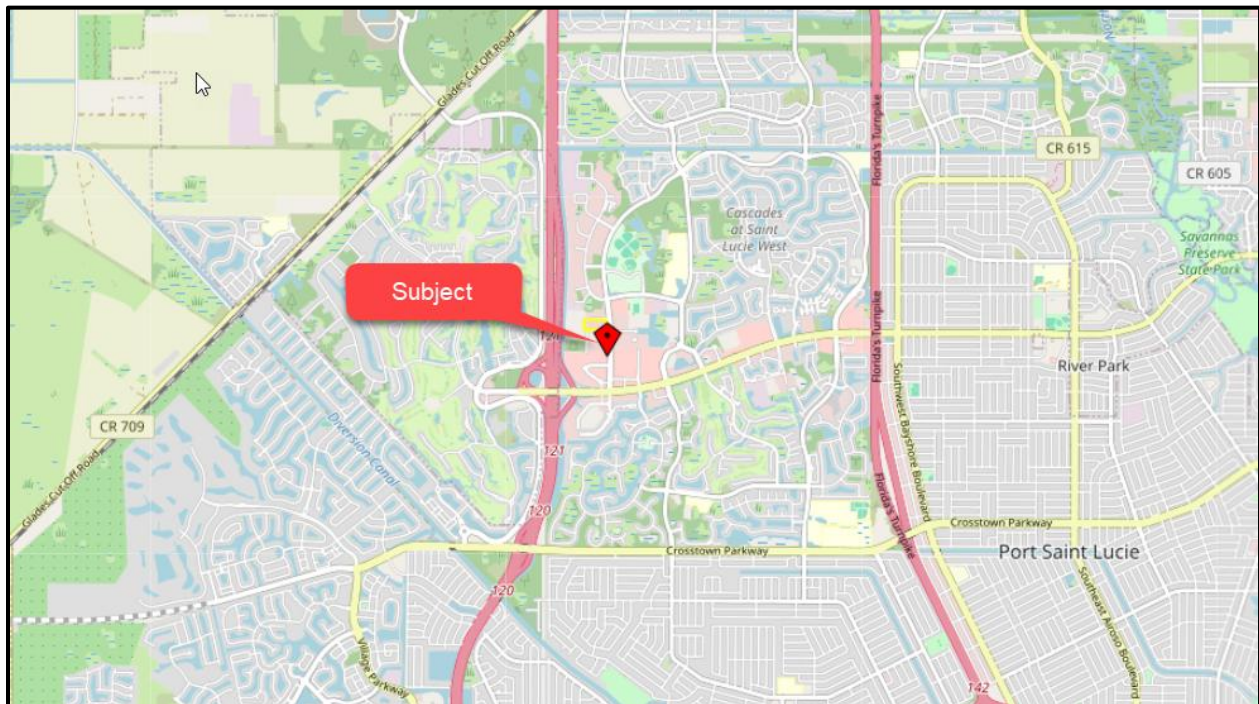 Glades Cut Off Road
Florida's Turnpike
CR 615
CR 605
Cascades
at Saint
Lucie West
Savannas
Preserve
State Park
Subject
Florida's Turnpike
River Park
CR 709
Diversion Canal
121
Southwest Bayshore Boulevard
Glades Cut Off Road
120
Florida's Turnpike
Crosstown Parkway
Crosstown Parkway
Port Saint Lucie
120
Village Parkway
Southeast Airoso Boulevard
142